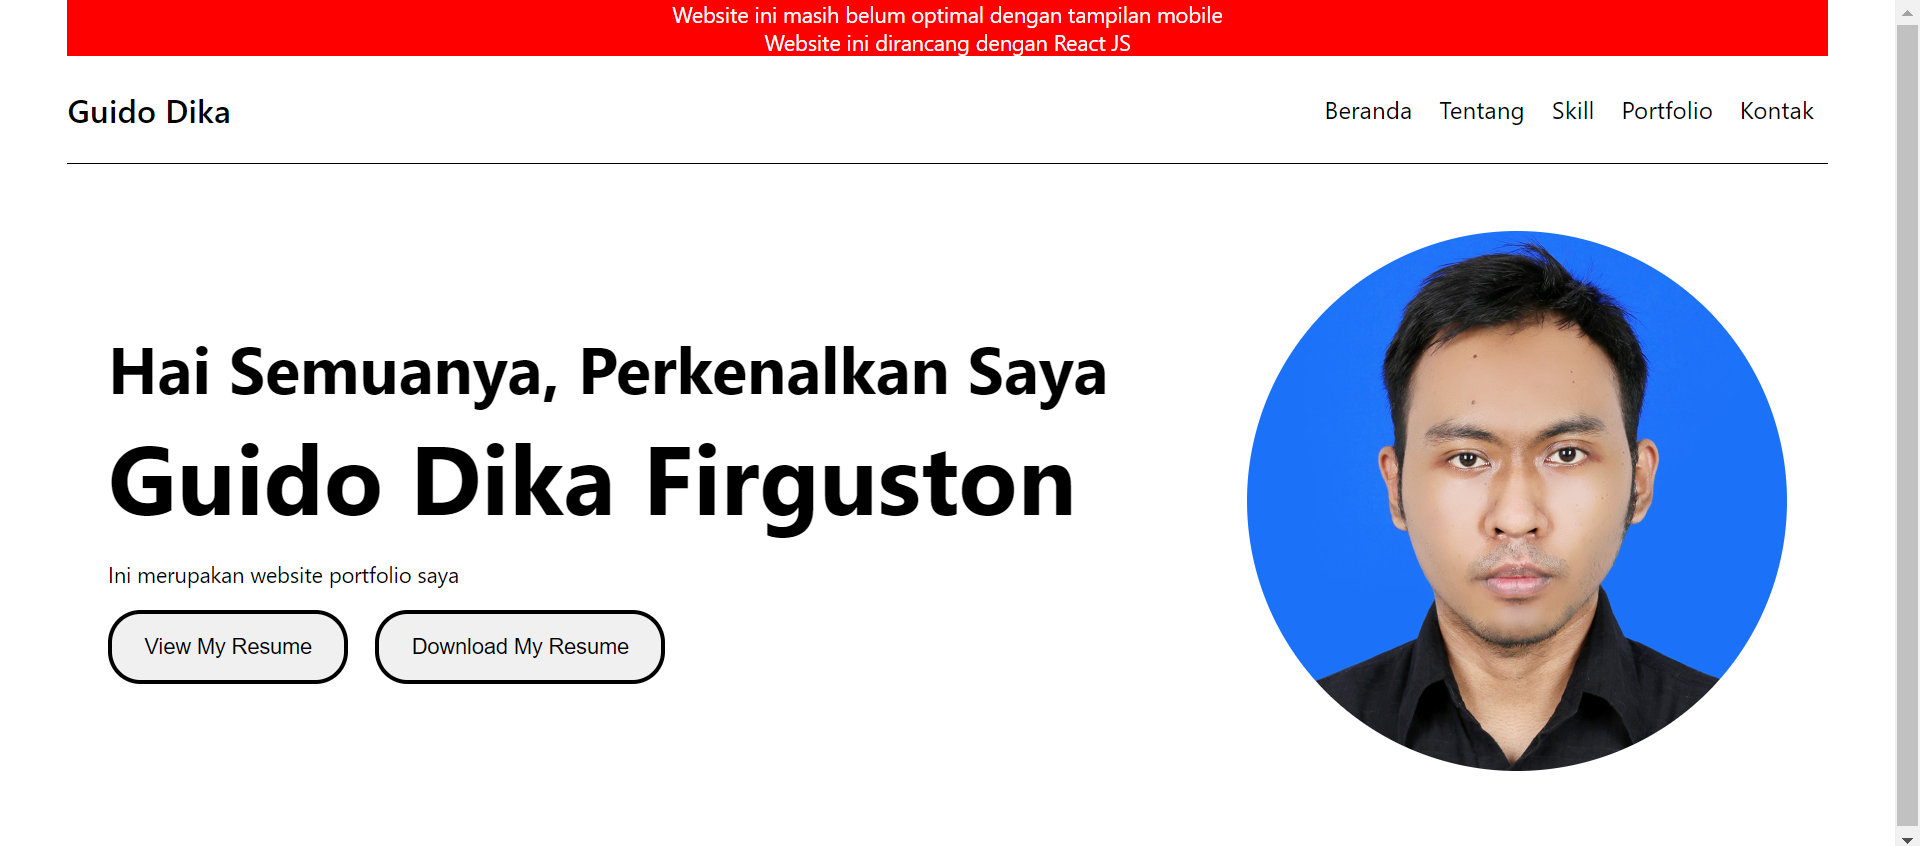 Website ini masih belum optimal dengan tampilan mobile
Website ini dirancang dengan React JS
Guido Dika
Beranda Tentang Skill Portfolio Kontak
Hai Semuanya, Perkenalkan Saya
Guido Dika Firguston
Ini merupakan website portfolio saya
View My Resume Download My Resume